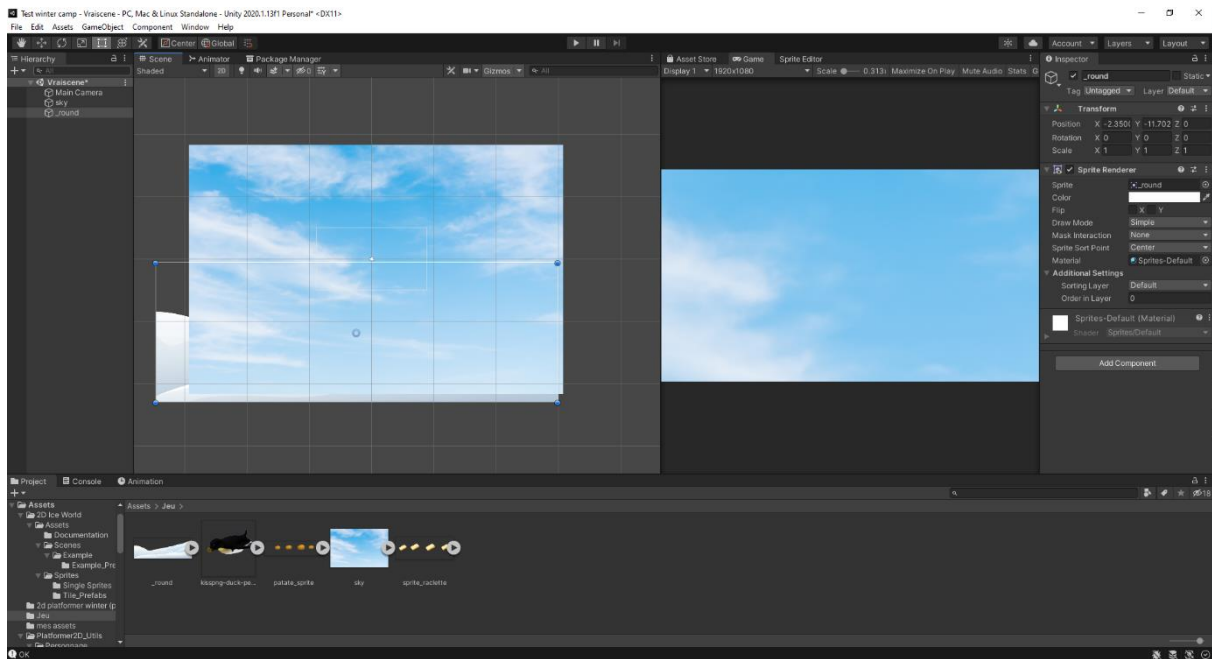 Test winter camp - Vraiscene - PC, Mac & Linux Standalone - Unity 2020.1.13f1 Personal* <DX11>
File Edit Assets GameObject Component Window Help
Center Global
Account Layers Layout
Hierarchy
All
Vraiscene*
Main Camera
sky
_round
Scene Animator Package Manager
Shaded 2D 0 Gizmos All
Asset Store Game Sprite Editor
Display 1 1920x1080 Scale 0.313 Maximize On Play Mute Audio Stats G
Inspector
_round Static
Tag Untagged Layer Default
Transform
Position X -2.350 Y -11.702 Z 0
Rotation X 0 Y 0 Z 0
Scale X 1 Y 1 Z 1
Sprite Renderer
Sprite _round
Color
Flip X Y
Draw Mode Simple
Mask Interaction None
Sprite Sort Point Center
Material Sprites-Default
Additional Settings
Sorting Layer Default
Order in Layer 0
Sprites-Default (Material)
Shader Sprites/Default
Add Component
Project Console Animation
18
Assets
2D Ice World
Assets
Documentation
Scenes
Example
Example_Pre
Sprites
Single Sprites
Tile_Prefabs
2d platformer winter (p
Jeu
mes assets
Platformer2D_Utils
Personnage
Assets > Jeu >
_round kisspng-duck-pe... patate_sprite sky sprite_raclette
OK